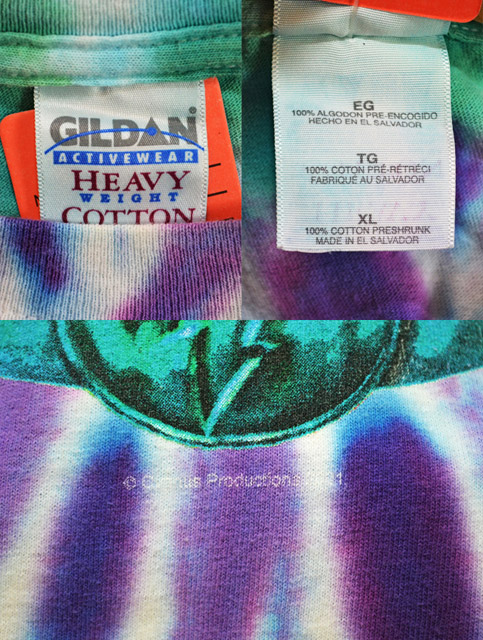 GILDAN
ACTIVEWEAR
HEAVY
WEIGHT
COTTON
EG
100% ALGODON PRE-ENCOGIDO
HECHO EN EL SALVADOR
TG
100% COTON PRÉ-RÉTRÉCI
FABRIQUÉ AU SALVADOR
XL
100% COTTON PRESHRUNK
MADE IN EL SALVADOR
© Productions